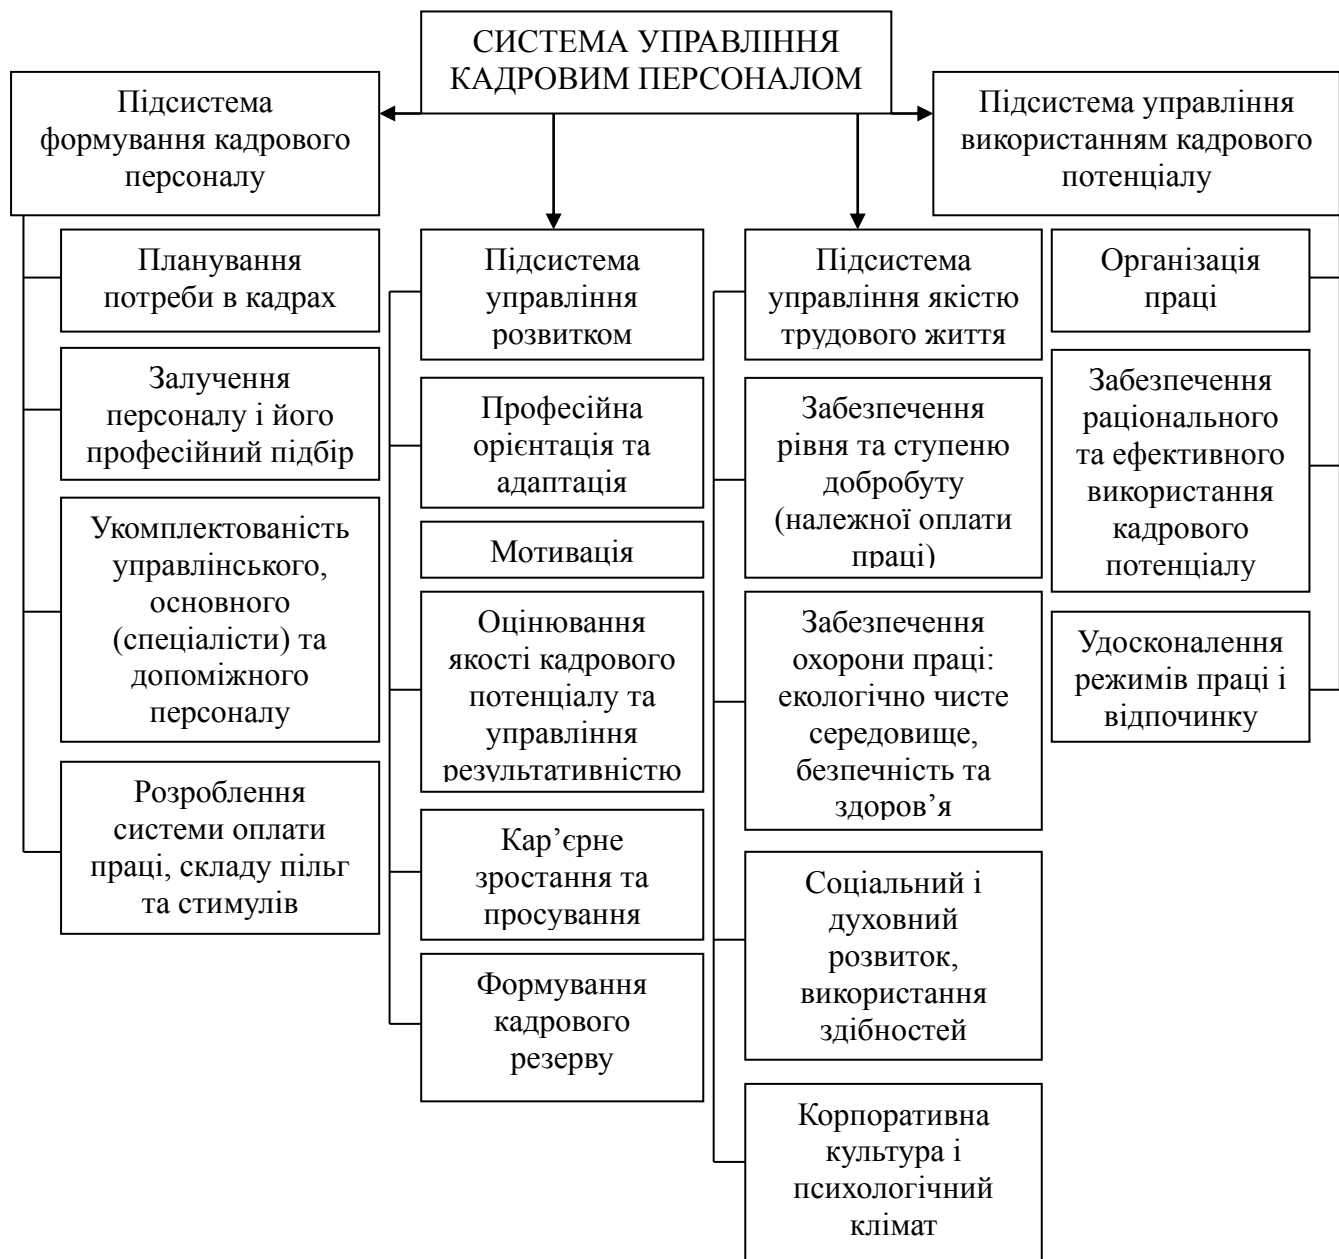 СИСТЕМА УПРАВЛІННЯ
КАДРОВИМ ПЕРСОНАЛОМ
Підсистема
формування кадрового
персоналу
Планування
потреби в кадрах
Залучення
персоналу і його
професійний підбір
Укомплектованість
управлінського,
основного
(спеціалісти) та
допоміжного
персоналу
Розроблення
системи оплати
праці, складу пільг
та стимулів
Підсистема
управління
розвитком
Професійна
орієнтація та
адаптація
Мотивація
Оцінювання
якості кадрового
потенціалу та
управління
результативністю
Кар’єрне
зростання та
просування
Формування
кадрового
резерву
Підсистема
управління якістю
трудового життя
Забезпечення
рівня та ступеню
добробуту
(належної оплати
праці)
Забезпечення
охорони праці:
екологічно чисте
середовище,
безпечність та
здоров’я
Соціальний і
духовний
розвиток,
використання
здібностей
Корпоративна
культура і
психологічний
клімат
Підсистема управління
використанням кадрового
потенціалу
Організація
праці
Забезпечення
раціонального
та ефективного
використання
кадрового
потенціалу
Удосконалення
режимів праці і
відпочинку